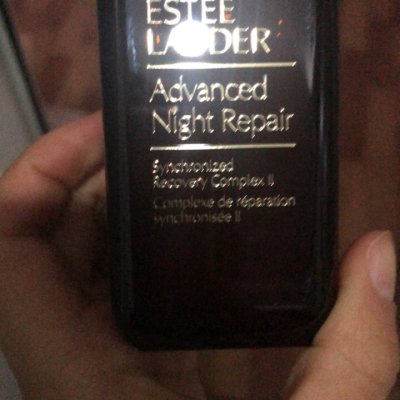 ESTEE
LAUDER
Advanced
Night Repair
Synchronized
Recovery Complex II
Complexe de réparation
synchronisée II